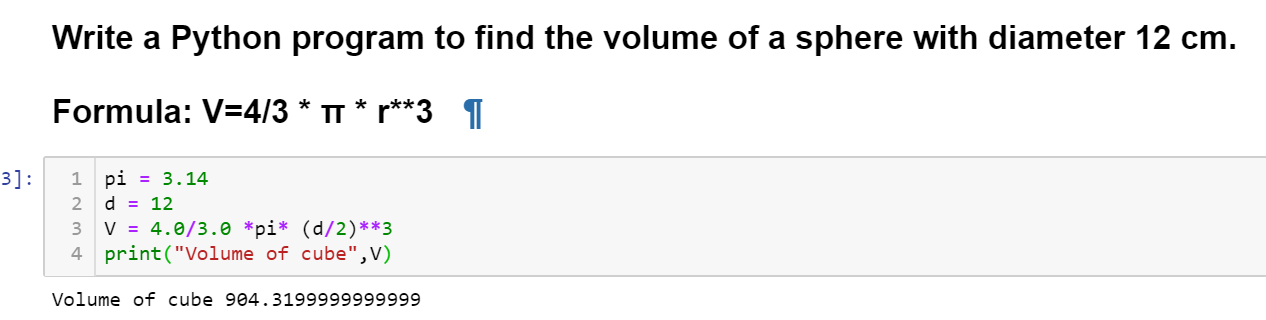 Write a Python program to find the volume of a sphere with diameter 12 cm.
Formula: V=4/3 * π * r**3 ¶
3]:
1 pi = 3.14
2 d = 12
3 V = 4.0/3.0 *pi* (d/2)**3
4 print("Volume of cube",V)
Volume of cube 904.3199999999999